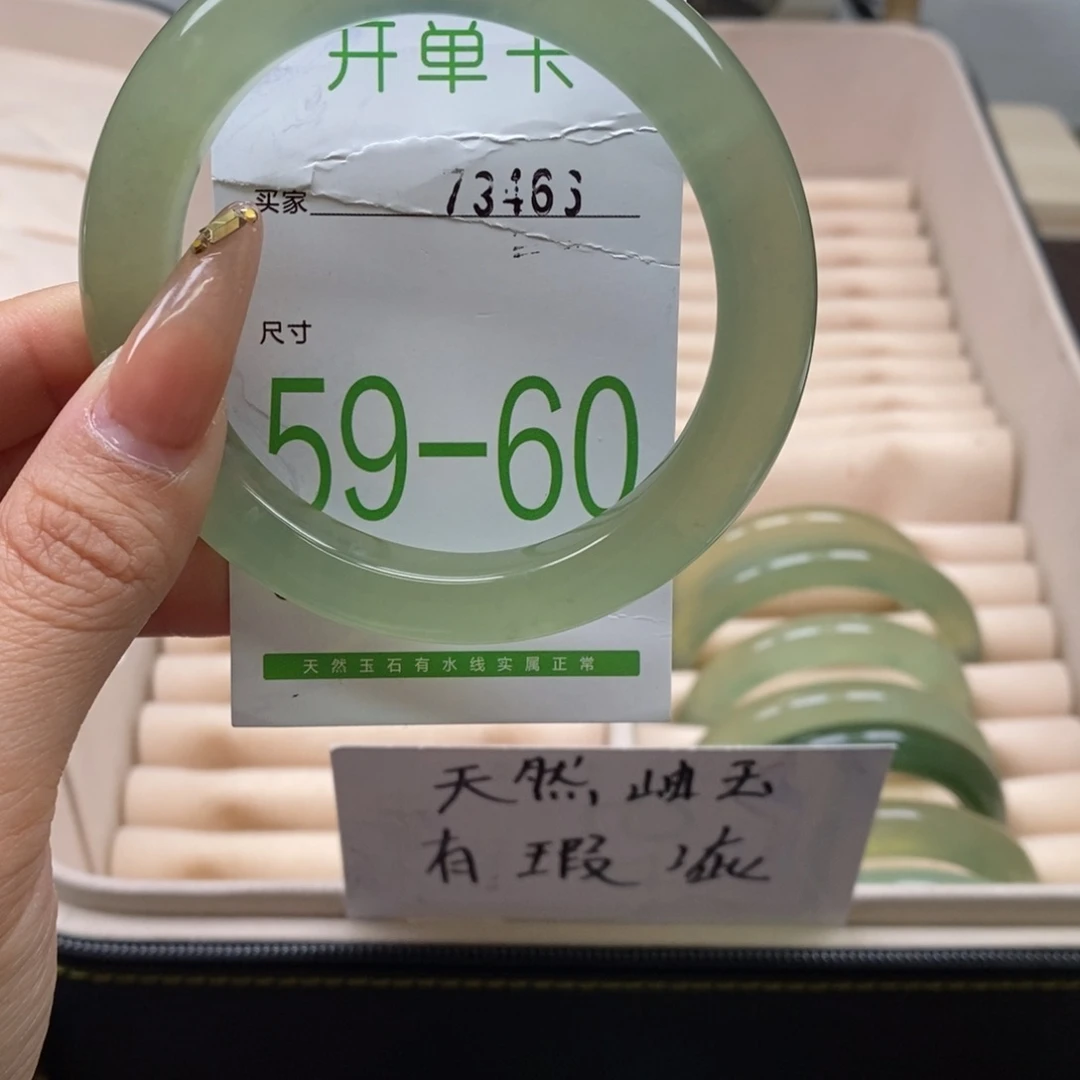 开单卡
买家 73463
尺寸
59-60
天然玉石有水线实属正常
天然,岫玉
有瑕疵